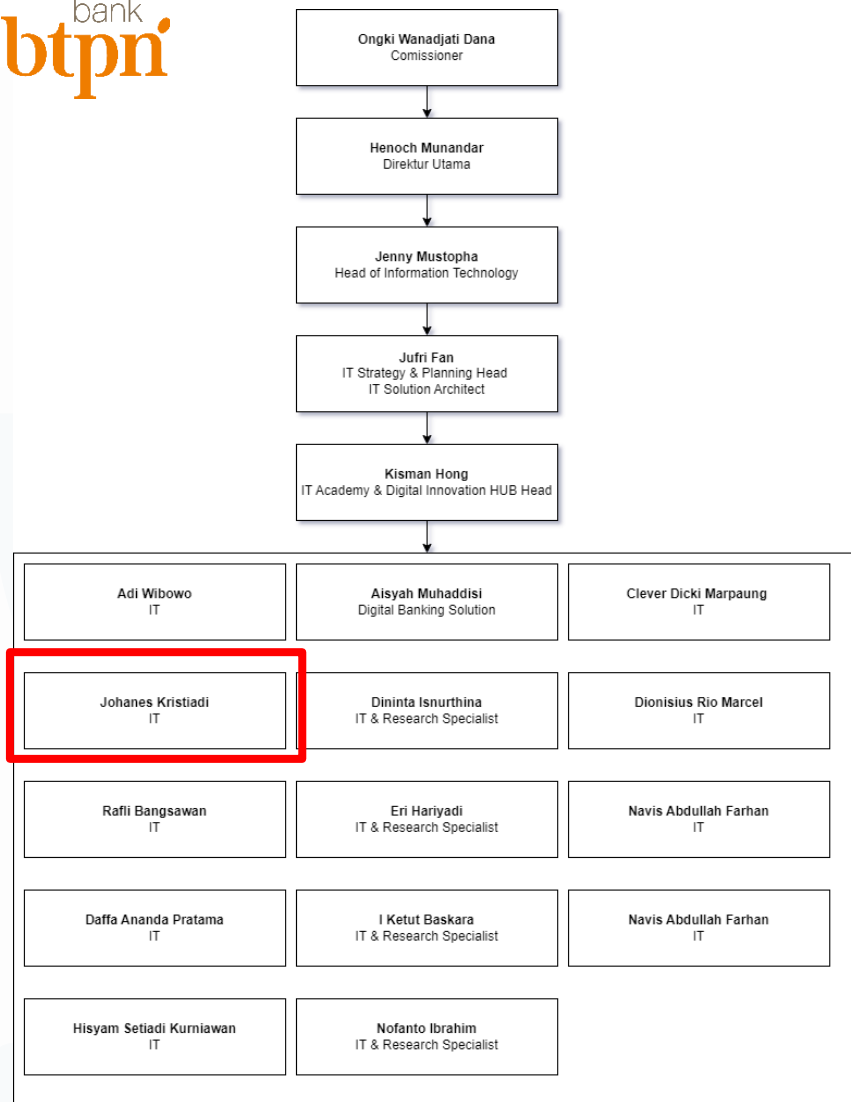 bank
btpn
Ongki Wanadjati Dana
Comissioner
Henoch Munandar
Direktur Utama
Jenny Mustopha
Head of Information Technology
Jufri Fan
IT Strategy & Planning Head
IT Solution Architect
Kisman Hong
IT Academy & Digital Innovation HUB Head
Adi Wibowo
IT
Aisyah Muhaddisi
Digital Banking Solution
Clever Dicki Marpaung
IT
Johanes Kristiadi
IT
Dininta Isnurthina
IT & Research Specialist
Dionisius Rio Marcel
IT
Rafli Bangsawan
IT
Eri Hariyadi
IT & Research Specialist
Navis Abdullah Farhan
IT
Daffa Ananda Pratama
IT
I Ketut Baskara
IT & Research Specialist
Navis Abdullah Farhan
IT
Hisyam Setiadi Kurniawan
IT
Nofanto Ibrahim
IT & Research Specialist